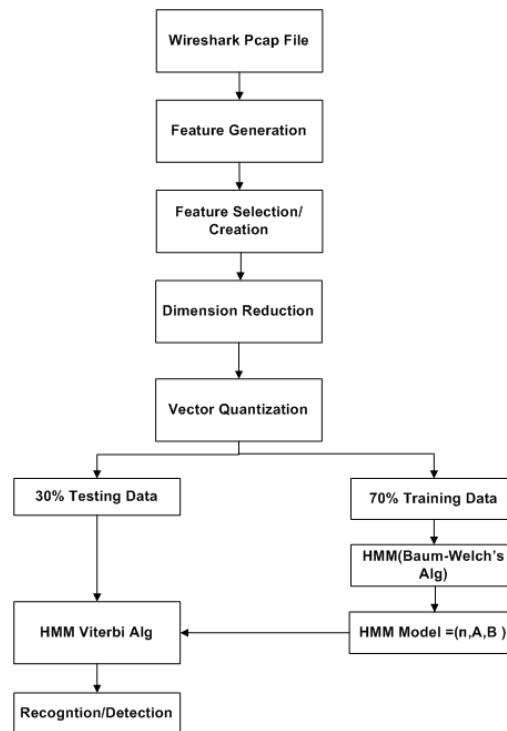 Wireshark Pcap File
Feature Generation
Feature Selection/
Creation
Dimension Reduction
Vector Quantization
30% Testing Data
70% Training Data
HMM(Baum-Welch's
Alg)
HMM Viterbi Alg
HMM Model =(n,A,B )
Recogntion/Detection